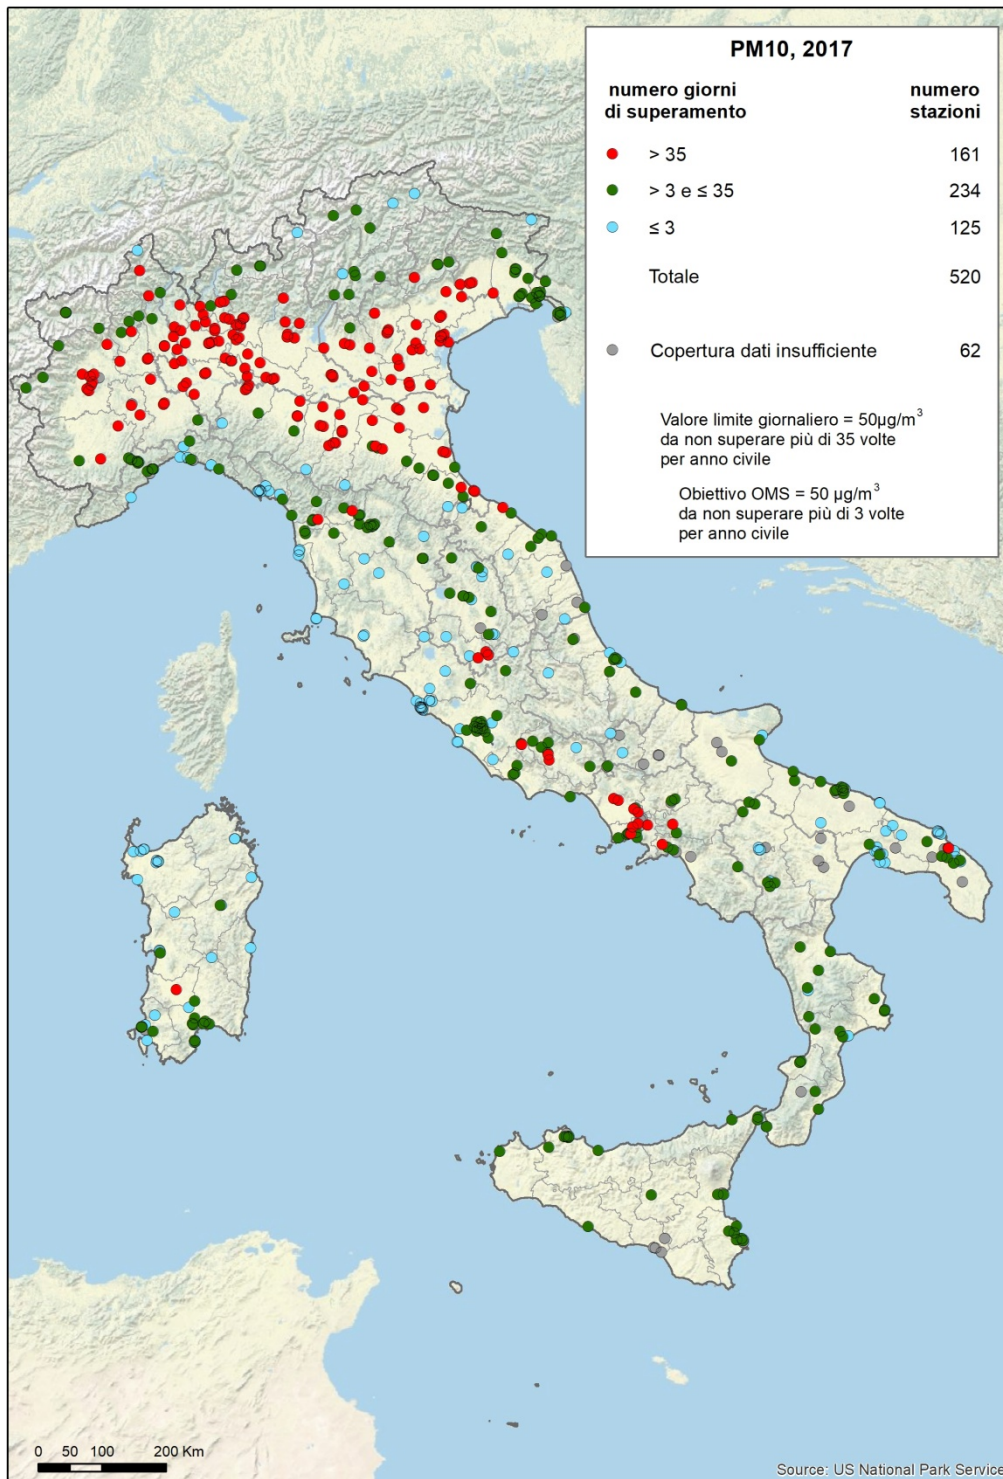 PM10, 2017
numero giorni di superamento
numero stazioni
> 35 161
> 3 e ≤ 35 234
≤ 3 125
Totale 520
Copertura dati insufficiente 62
Valore limite giornaliero = 50µg/m³
da non superare più di 35 volte
per anno civile
Obiettivo OMS = 50 µg/m³
da non superare più di 3 volte
per anno civile
0 50 100 200 Km
Source: US National Park Service